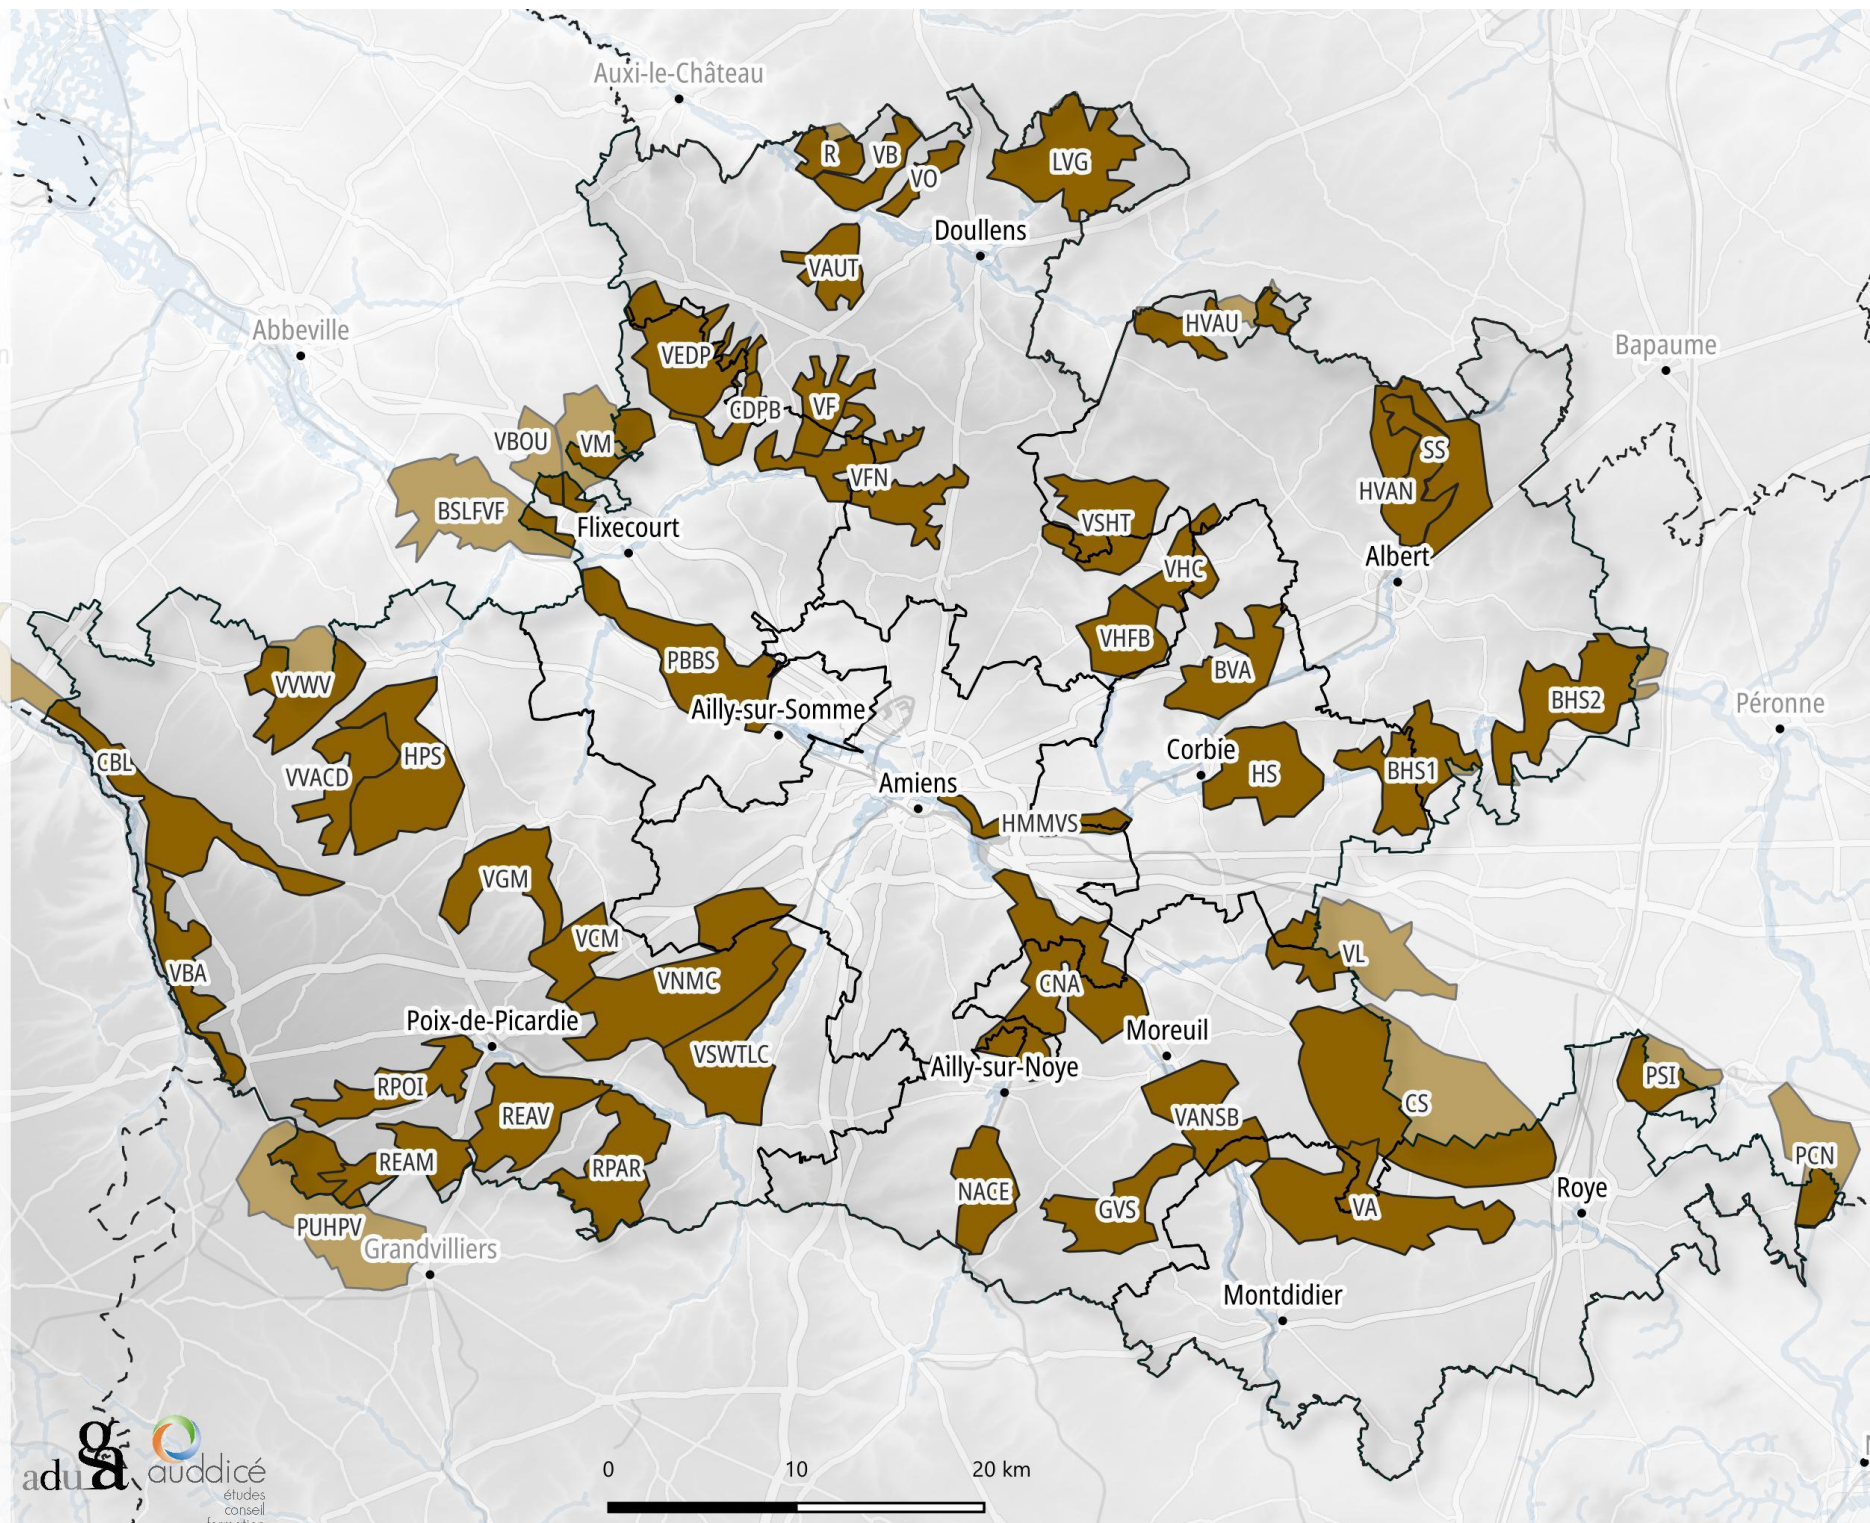 Auxi-le-Château
R
VB
VO
LVG
Doullens
VAUT
Abbeville
HVAU
Bapaume
VEDP
CDPB
VF
VBOU
VM
SS
VFN
HVAN
BSLFVF
Flixecourt
VSHT
Albert
VHC
VHFB
PBBS
BVA
VVWV
BHS2
Péronne
Ailly-sur-Somme
Corbie
HPS
CBL
VVACD
HS
BHS1
Amiens
HMMVS
VGM
VCM
VL
VBA
VNMC
CNA
Poix-de-Picardie
Moreuil
VSWTLC
Ailly-sur-Noye
PSI
RPOI
REAV
CS
VANSB
REAM
RPAR
PCN
NACE
Roye
GVS
VA
PUHPV
Grandvilliers
Montdidier
adu ga
auddicé
études
conseil
0 10 20 km